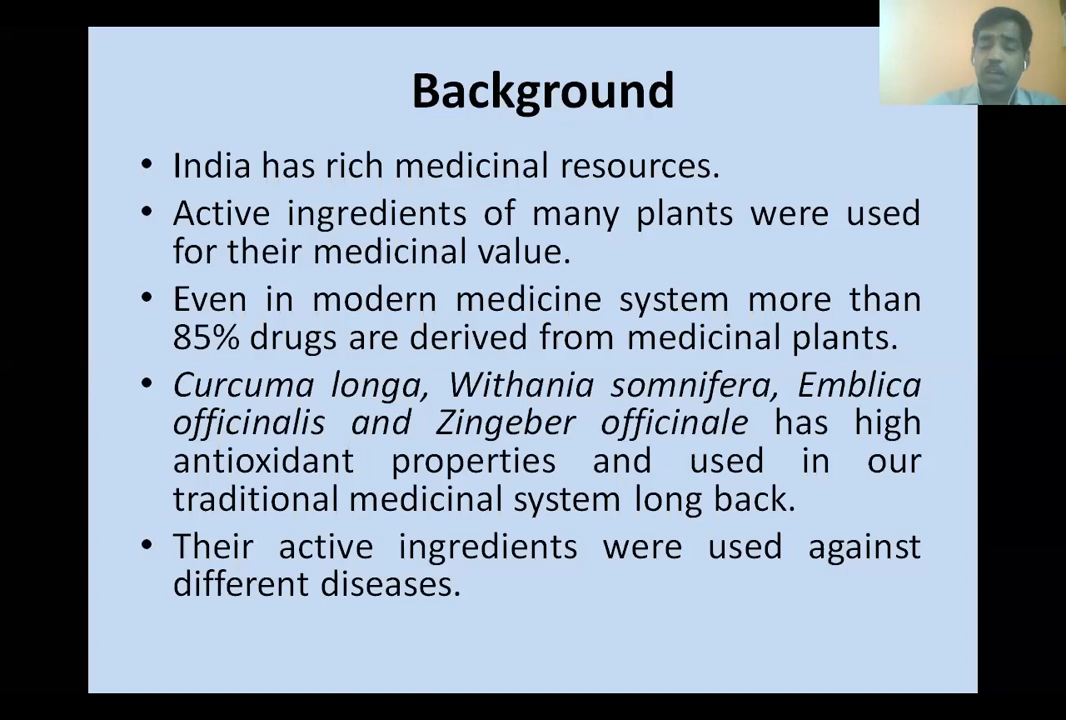 Background
• India has rich medicinal resources.
• Active ingredients of many plants were used
for their medicinal value.
• Even in modern medicine system more than
85% drugs are derived from medicinal plants.
• Curcuma longa, Withania somnifera, Emblica
officinalis and Zingeber officinale has high
antioxidant properties and used in our
traditional medicinal system long back.
• Their active ingredients were used against
different diseases.